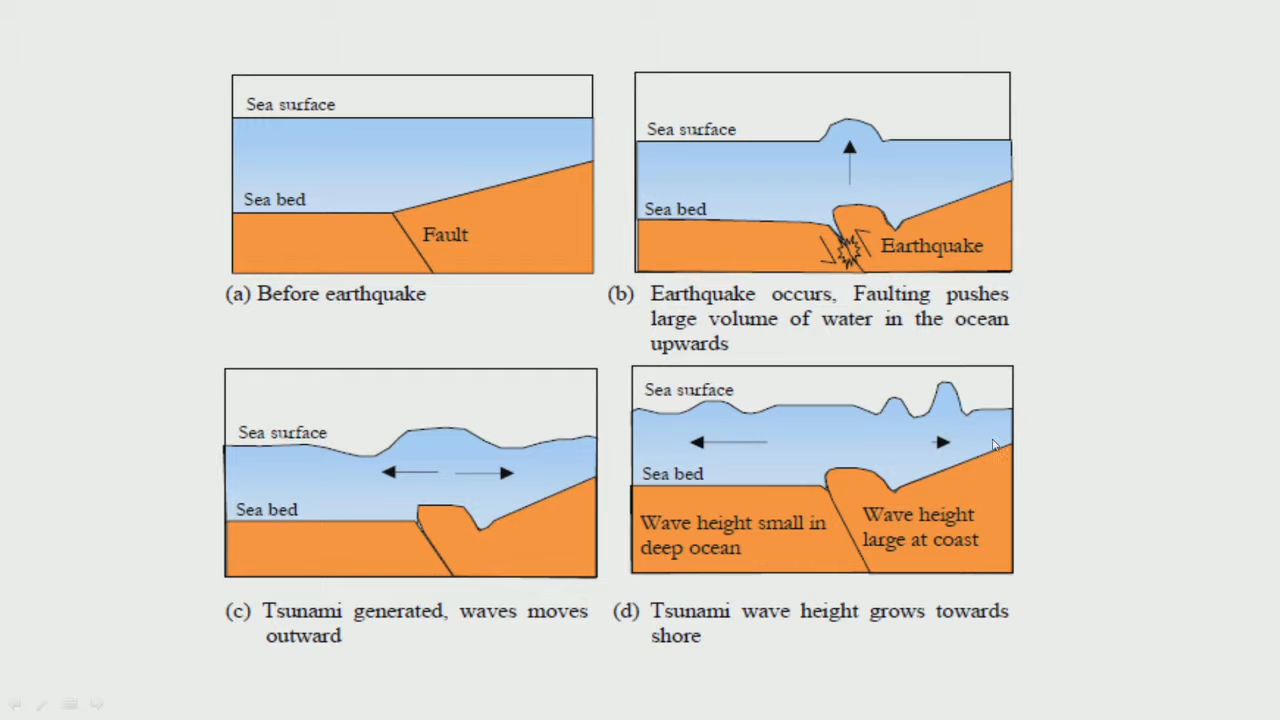 Sea surface
Sea bed
Fault
(a) Before earthquake
Sea surface
Sea bed
Earthquake
(b) Earthquake occurs, Faulting pushes
large volume of water in the ocean
upwards
Sea surface
Sea bed
(c) Tsunami generated, waves moves
outward
Sea surface
Sea bed
Wave height small in
deep ocean
Wave height
large at coast
(d) Tsunami wave height grows towards
shore